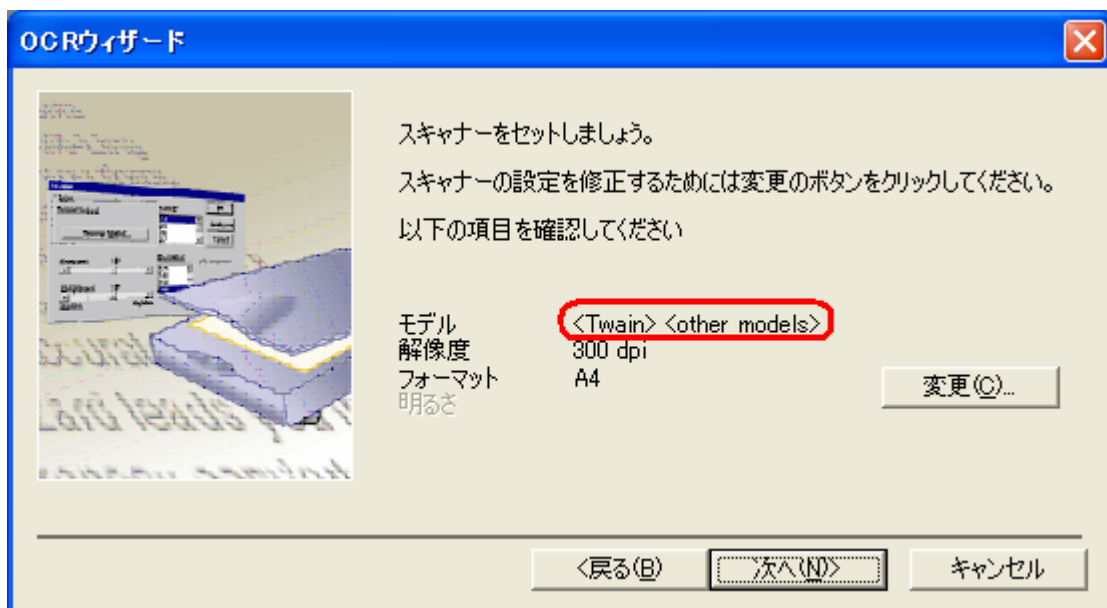 OCRウィザード
スキャナーをセットしましょう。
スキャナーの設定を修正するためには変更のボタンをクリックしてください。
以下の項目を確認してください
モデル <Twain> <other models>
解像度 300 dpi
フォーマット A4
変更(C)...
明るさ
<戻る(B) 次へ(N)> キャンセル